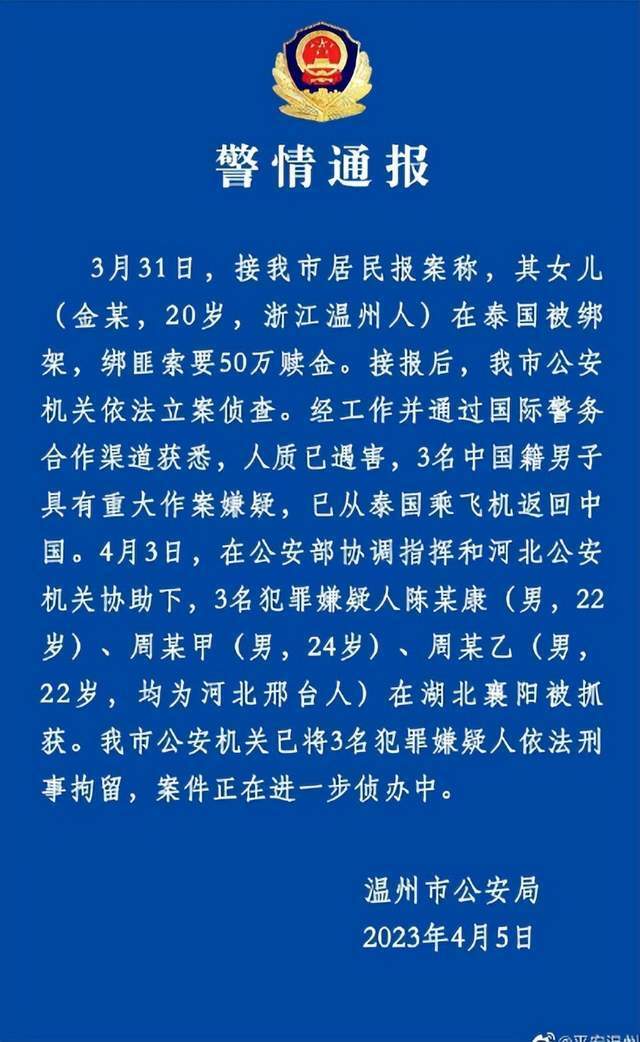 警情通报
3月31日，接我市居民报案称，其女儿
（金某，20岁，浙江温州人）在泰国被绑
架，绑匪索要50万赎金。接报后，我市公安
机关依法立案侦查。经工作并通过国际警务
合作渠道获悉，人质已遇害，3名中国籍男子
具有重大作案嫌疑，已从泰国乘飞机返回中
国。4月3日，在公安部协调指挥和河北公安
机关协助下，3名犯罪嫌疑人陈某康（男，22
岁）、周某甲（男，24岁）、周某乙（男，
22岁，均为河北邢台人）在湖北襄阳被抓
获。我市公安机关已将3名犯罪嫌疑人依法刑
事拘留，案件正在进一步侦办中。
温州市公安局
2023年4月5日
@平安温州